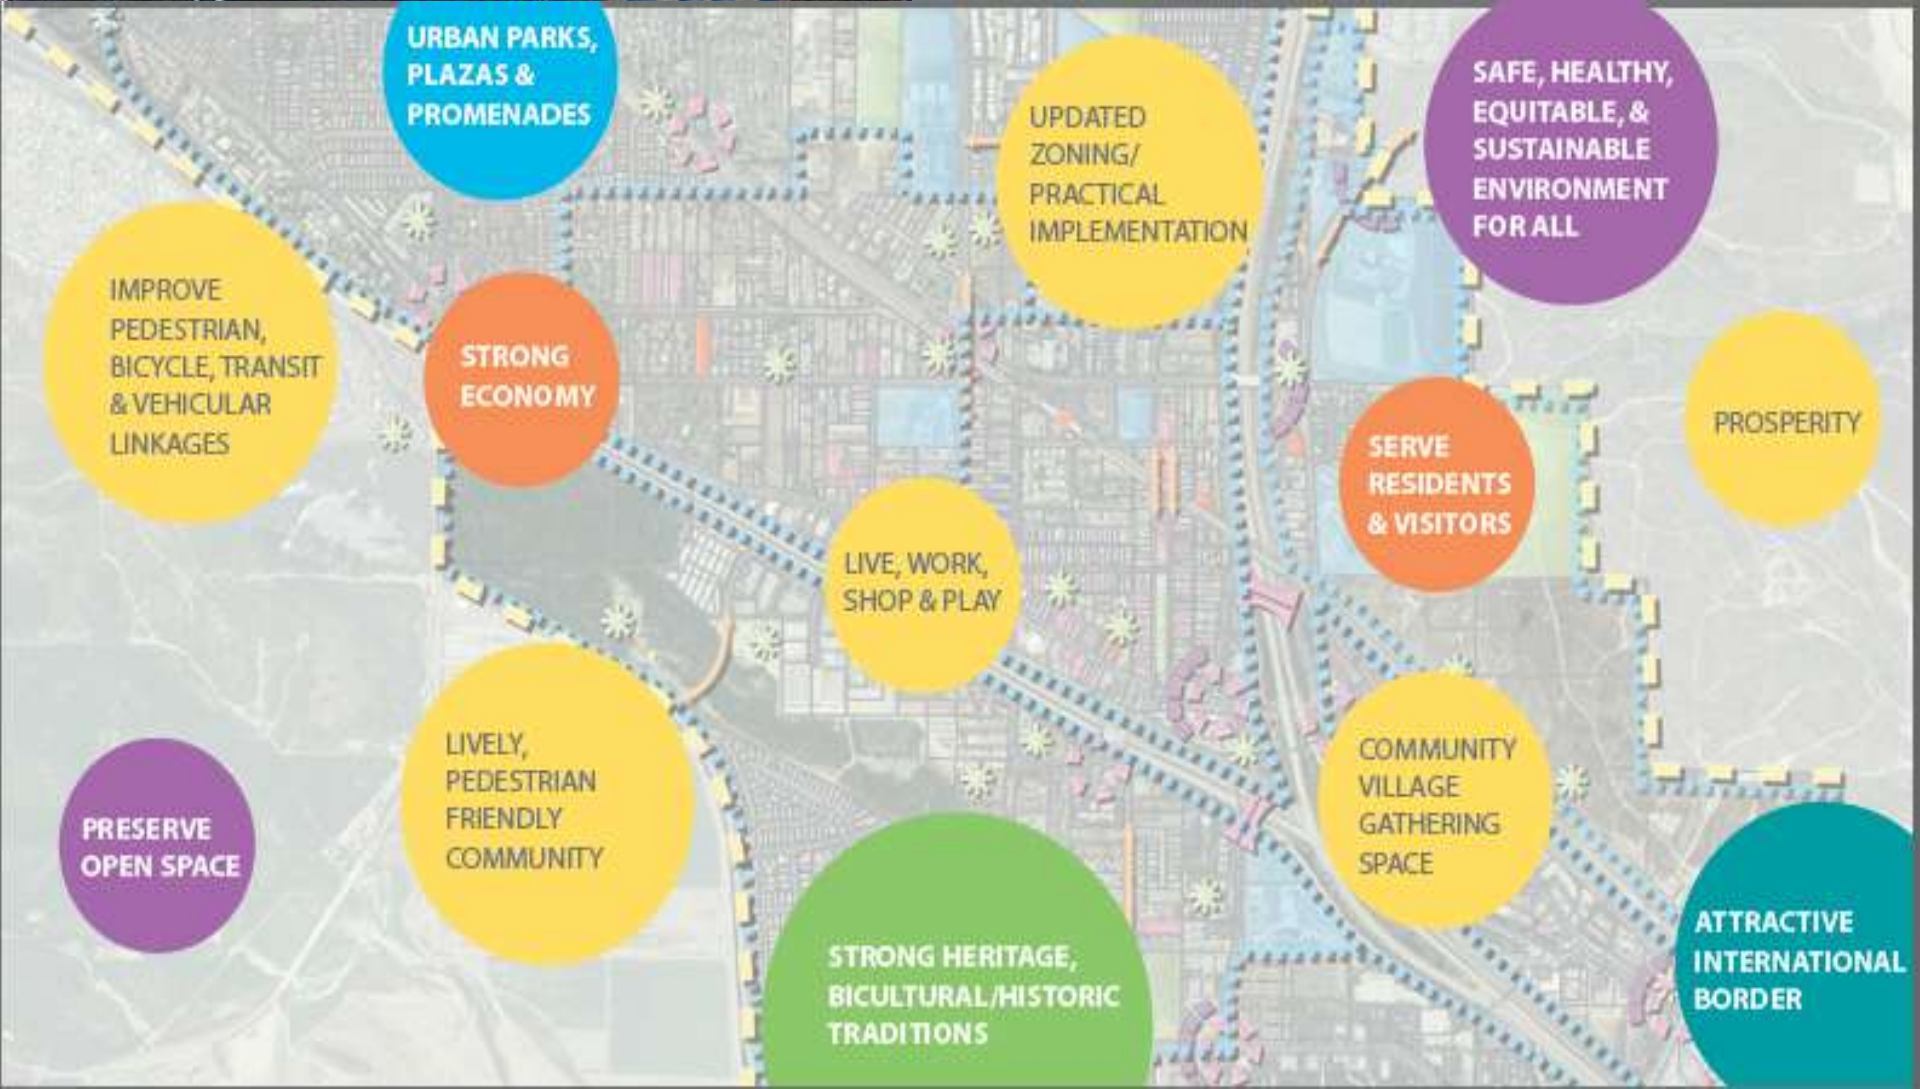 URBAN PARKS,
PLAZAS &
PROMENADES
UPDATED
ZONING/
PRACTICAL
IMPLEMENTATION
SAFE, HEALTHY,
EQUITABLE, &
SUSTAINABLE
ENVIRONMENT
FOR ALL
IMPROVE
PEDESTRIAN,
BICYCLE, TRANSIT
& VEHICULAR
LINKAGES
STRONG
ECONOMY
SERVE
RESIDENTS
& VISITORS
PROSPERITY
LIVE, WORK,
SHOP & PLAY
LIVELY,
PEDESTRIAN
FRIENDLY
COMMUNITY
COMMUNITY
VILLAGE
GATHERING
SPACE
PRESERVE
OPEN SPACE
STRONG HERITAGE,
BICULTURAL/HISTORIC
TRADITIONS
ATTRACTIVE
INTERNATIONAL
BORDER